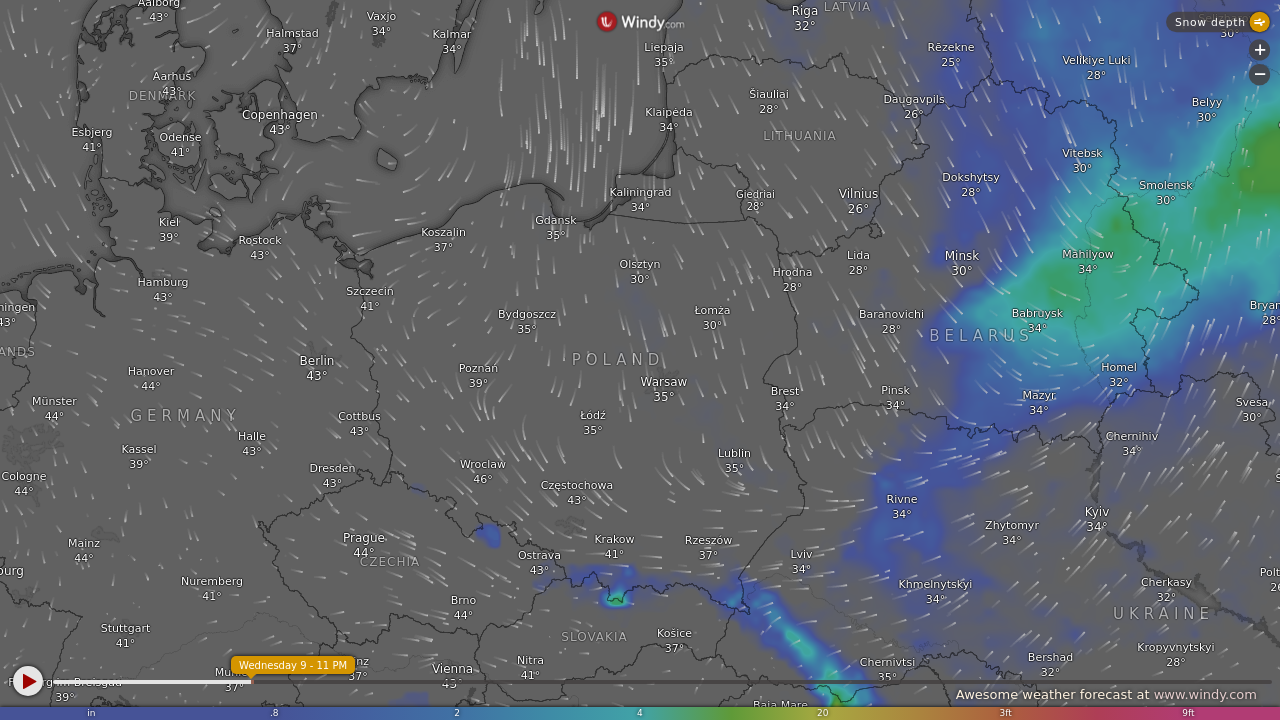 Aalborg
43°
Vaxjo
34°
Riga
32°
LATVIA
Windy.com
Snow depth
30°
Halmstad
37°
Kalmar
34°
Liepaja
35°
Rēzekne
25°
Velikiye Luki
28°
Aarhus
43°
DENMARK
Šiauliai
28°
Daugavpils
26°
Belyy
30°
Copenhagen
43°
Klaipėda
34°
LITHUANIA
Esbjerg
41°
Odense
41°
Vitebsk
30°
Dokshytsy
28°
Smolensk
30°
Kaliningrad
34°
Giedriai
28°
Vilnius
26°
Kiel
39°
Rostock
43°
Koszalin
37°
Gdansk
35°
Olsztyn
30°
Hrodna
28°
Lida
28°
Minsk
30°
Mahilyow
34°
Hamburg
43°
Szczecin
41°
ningen
43°
Bydgoszcz
35°
Łomża
30°
Baranovichi
28°
Babruysk
34°
Bryan
28°
BELARUS
ANDS
Berlin
43°
POLAND
Hanover
44°
Poznań
39°
Warsaw
35°
Brest
34°
Pinsk
34°
Homel
32°
Mazyr
34°
Svesa
30°
Münster
44°
GERMANY
Cottbus
43°
Łódź
35°
Halle
43°
Kassel
39°
Chernihiv
34°
Lublin
35°
Wroclaw
46°
Dresden
43°
Cologne
44°
Częstochowa
43°
Rivne
34°
Kyiv
34°
Zhytomyr
34°
Mainz
44°
Prague
44°
CZECHIA
Krakow
41°
Rzeszów
37°
Ostrava
43°
Lviv
34°
Nuremberg
41°
Khmelnytskyi
34°
Cherkasy
32°
Polt
Brno
44°
UKRAINE
Stuttgart
41°
SLOVAKIA
Košice
37°
Kropyvnytskyi
28°
Bershad
32°
Chernivtsi
35°
Nitra
41°
Vienna
45°
37°
Wednesday 9 - 11 PM
37°
im Breisgau
39°
Baia Mare
Awesome weather forecast at www.windy.com
in .8 2 4 20 3ft 9ft